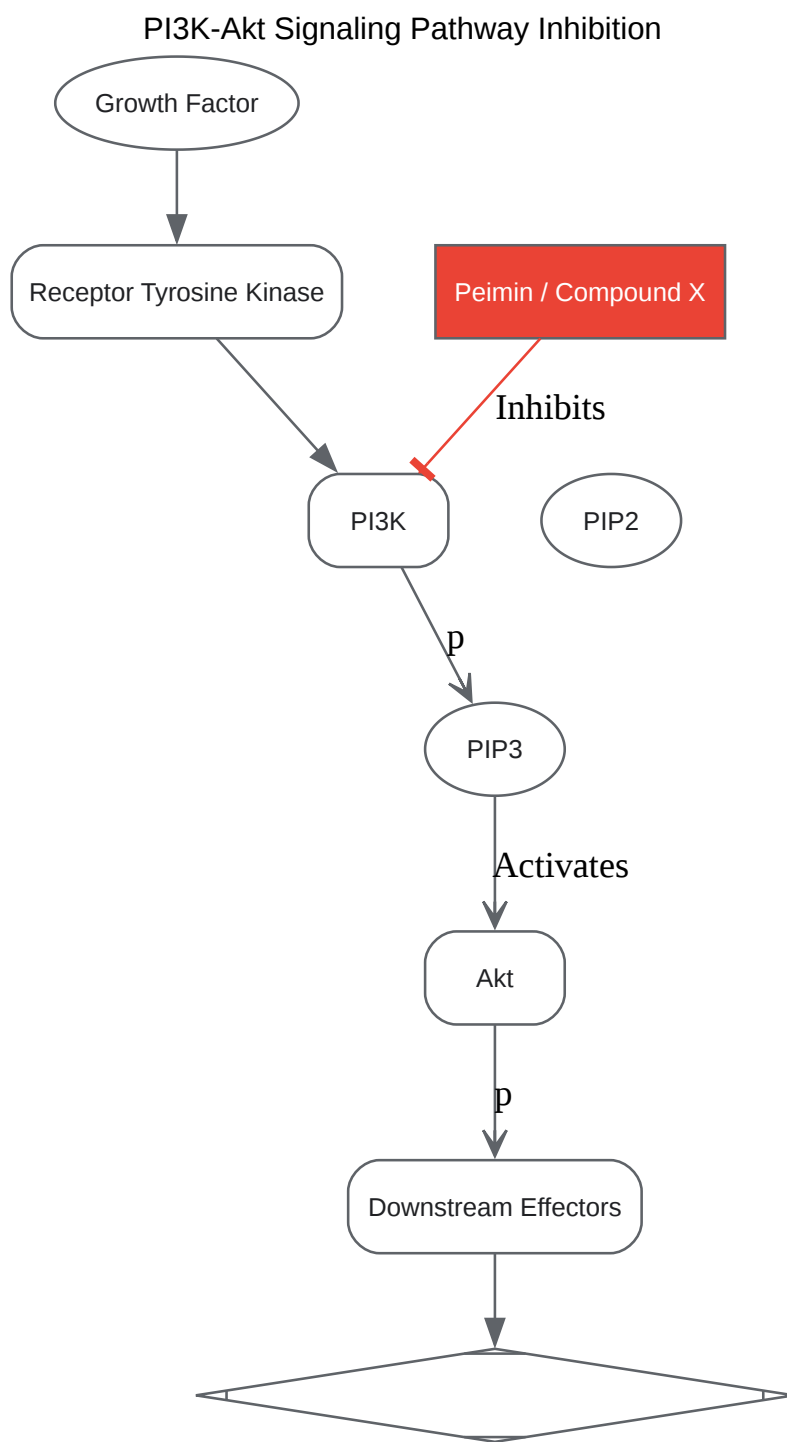 PI3K-Akt Signaling Pathway Inhibition
Growth Factor
Receptor Tyrosine Kinase
Peimin / Compound X
Inhibits
PI3K
PIP2
p
PIP3
Activates
Akt
p
Downstream Effectors